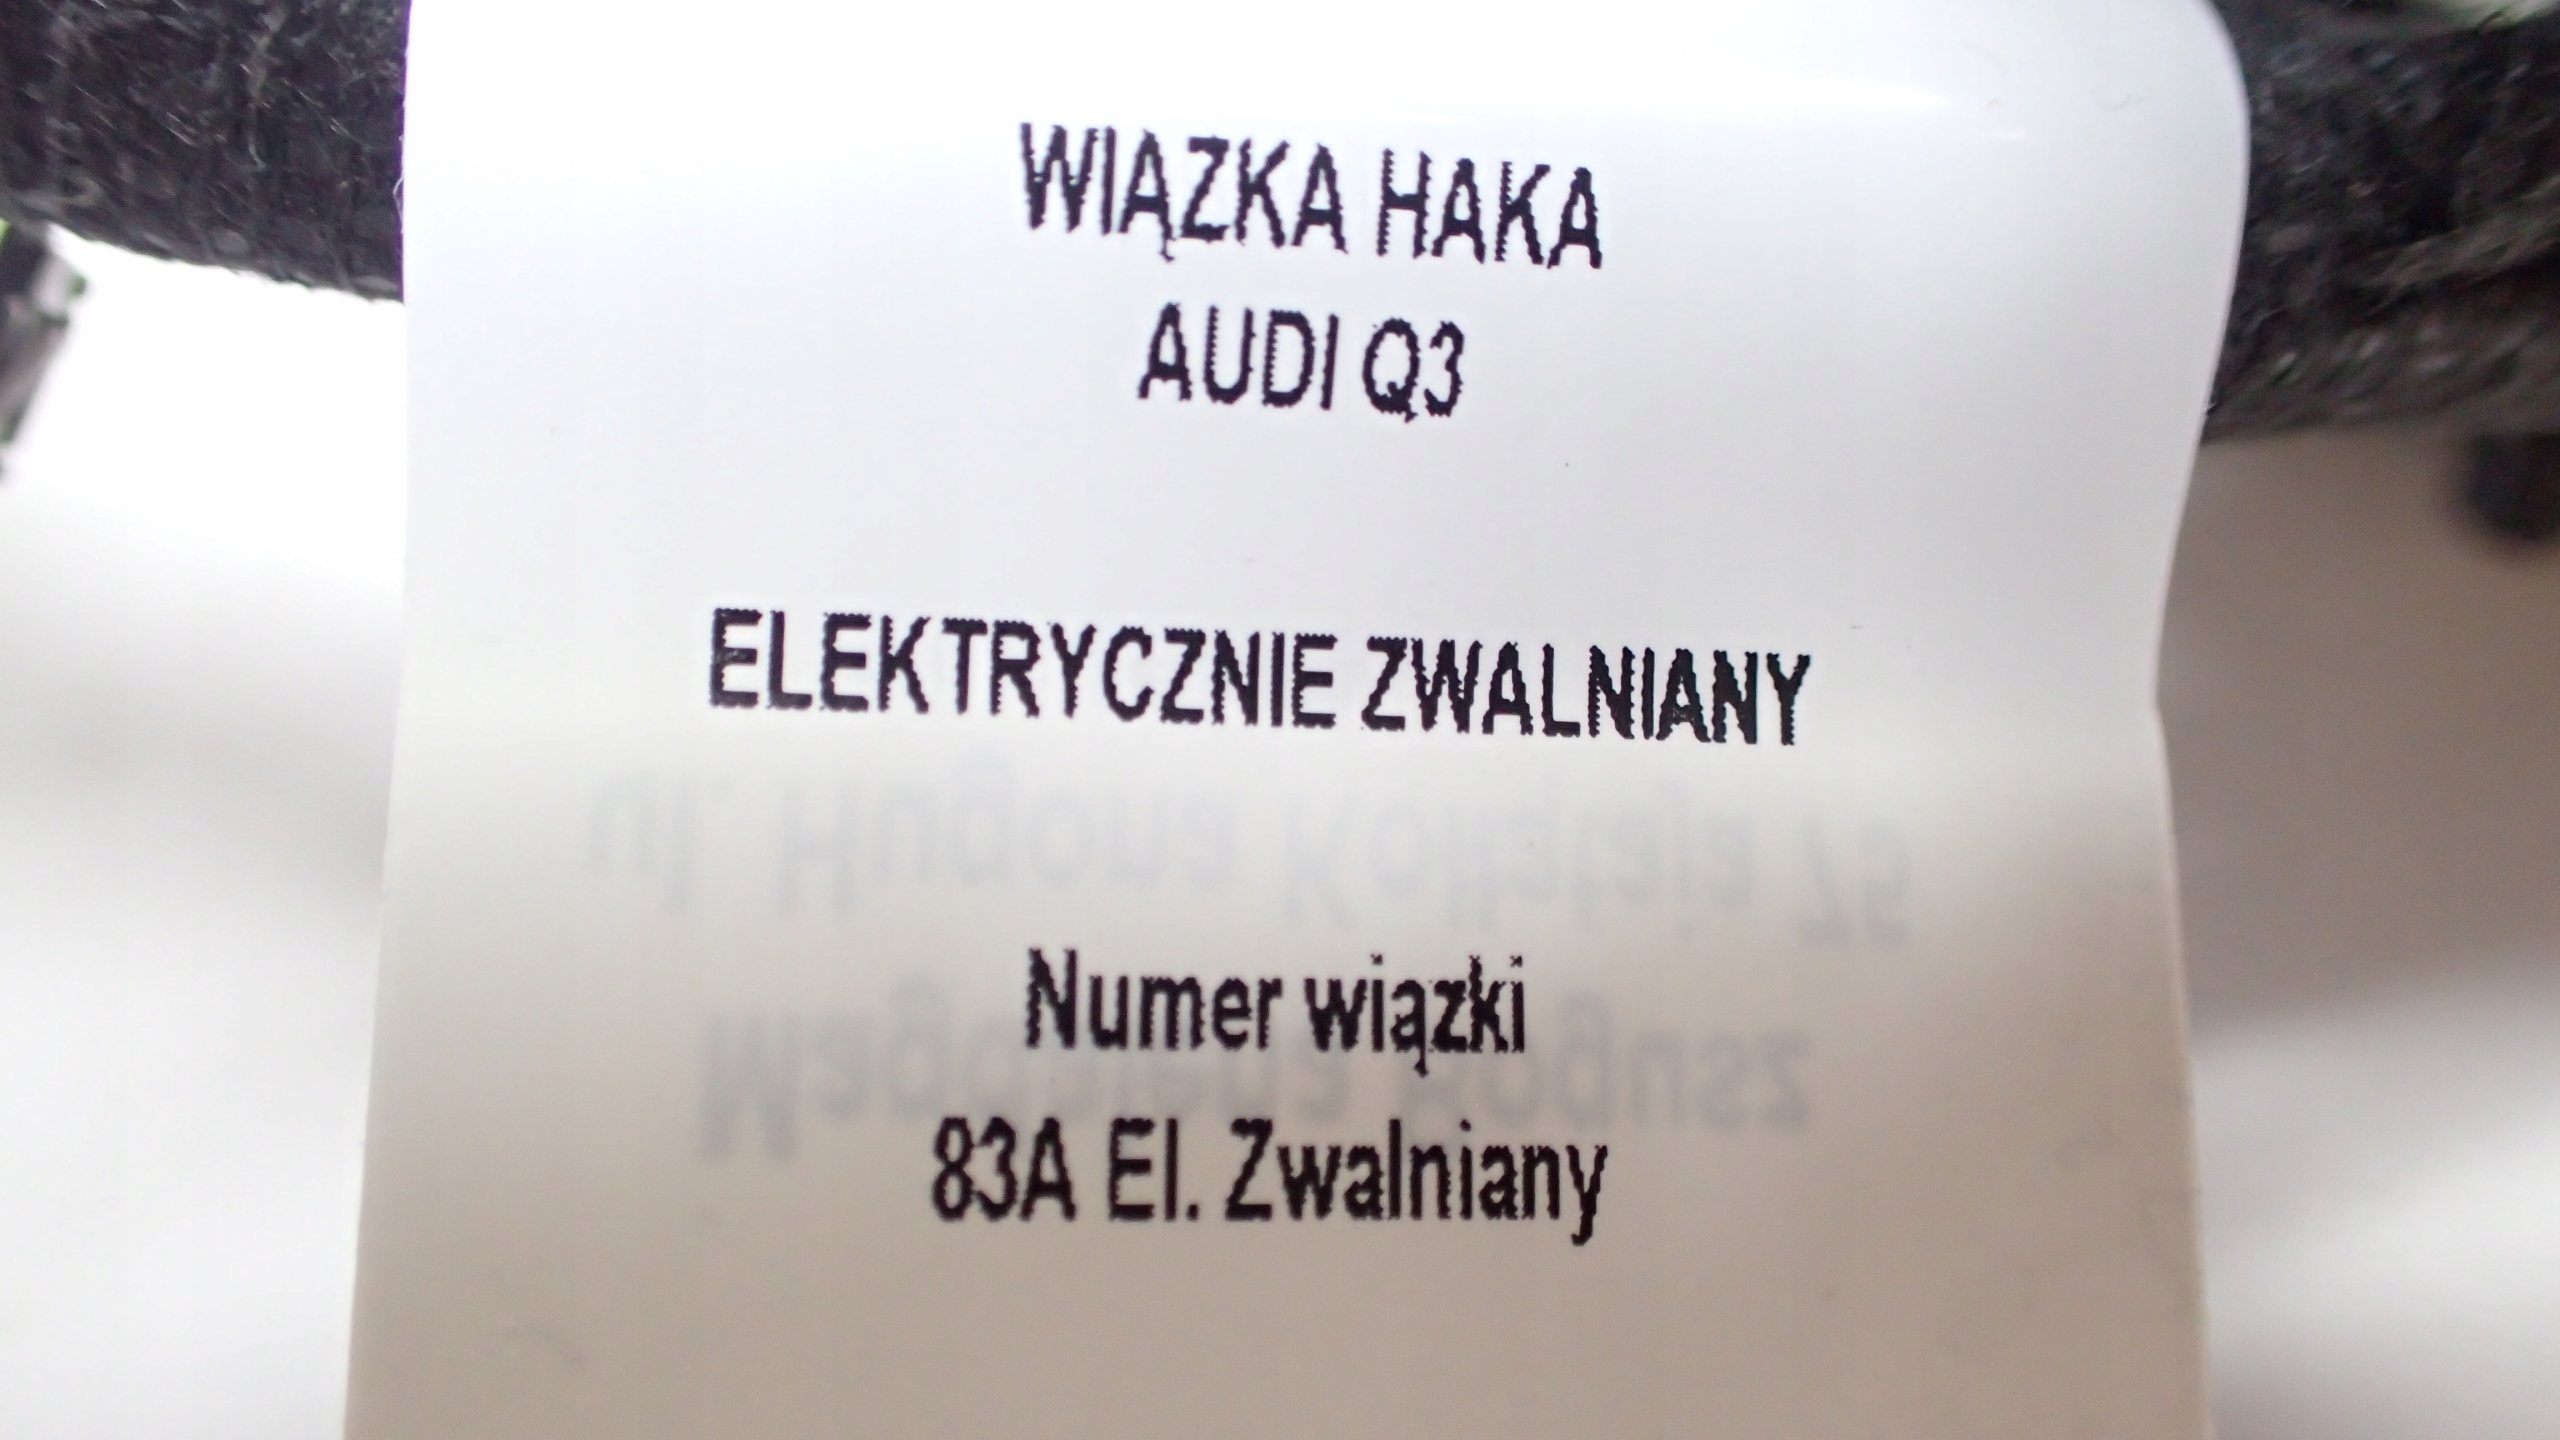 WIĄZKA HAKA
AUDI Q3
ELEKTRYCZNIE ZWALNIANY
Numer wiązki
83A El. Zwalniany